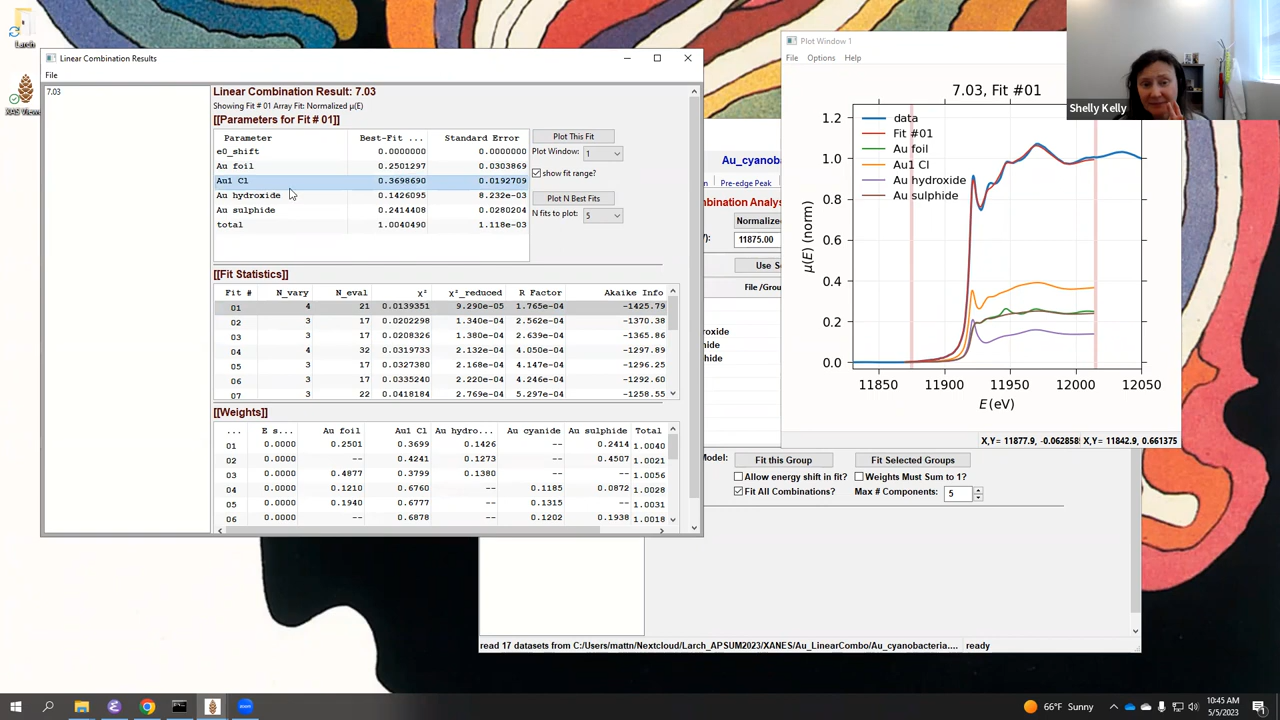 Larch
XAS Viewer
Linear Combination Results
File
7.03
Linear Combination Result: 7.03
Showing Fit # 01 Array Fit: Normalized μ(E)
[[Parameters for Fit # 01]]
Parameter Best-Fit ... Standard Error
e0_shift 0.0000000 0.0000000
Au foil 0.2501297 0.0303869
Au1 Cl 0.3698690 0.0192709
Au hydroxide 0.1426095 8.232e-03
Au sulphide 0.2414408 0.0280204
total 1.0040490 1.118e-03
Plot This Fit
Plot Window: 1
show fit range?
Plot N Best Fits
N fits to plot: 5
[[Fit Statistics]]
Fit # N_vary N_eval χ² χ²_reduced R Factor Akaike Info
01 4 21 0.0139351 9.290e-05 1.765e-04 -1425.79
02 3 17 0.0202298 1.340e-04 2.562e-04 -1370.38
03 3 17 0.0208326 1.380e-04 2.639e-04 -1365.86
04 4 32 0.0319733 2.132e-04 4.050e-04 -1297.89
05 3 17 0.0327380 2.168e-04 4.147e-04 -1296.25
06 3 17 0.0335240 2.220e-04 4.246e-04 -1292.60
07 3 22 0.0418184 2.769e-04 5.297e-04 -1258.55
[[Weights]]
... E s... Au foil Au1 Cl Au hydro... Au cyanide Au sulphide Total
01 0.0000 0.2501 0.3699 0.1426 -- 0.2414 1.0040
02 0.0000 -- 0.4241 0.1273 -- 0.4507 1.0021
03 0.0000 0.4877 0.3799 0.1380 -- -- 1.0056
04 0.0000 0.1210 0.6760 -- 0.1185 0.0872 1.0028
05 0.0000 0.1940 0.6777 -- 0.1315 -- 1.0031
06 0.0000 -- 0.6878 -- 0.1202 0.1938 1.0018
Au_cyanoba
Pre-edge Peak
bination Analys
Normalized
11875.00
Use S
File /Grou
roxide
hide
phide
Model:
Fit this Group
Fit Selected Groups
Allow energy shift in fit?
Weights Must Sum to 1?
Fit All Combinations?
Max # Components: 5
read 17 datasets from C:/Users/mattn/Nextcloud/Larch_APSUM2023/XANES/Au_LinearCombo/Au_cyanobacteria.... ready
Plot Window 1
File Options Help
7.03, Fit #01
data
Fit #01
Au foil
Au1 Cl
Au hydroxide
Au sulphide
1.2
1.0
0.8
0.6
0.4
0.2
0.0
μ(E) (norm)
11850 11900 11950 12000 12050
E (eV)
X,Y= 11877.9, -0.062858 X,Y= 11842.9, 0.661375
Shelly Kelly
zoom
66°F Sunny
10:45 AM
5/5/2023
1